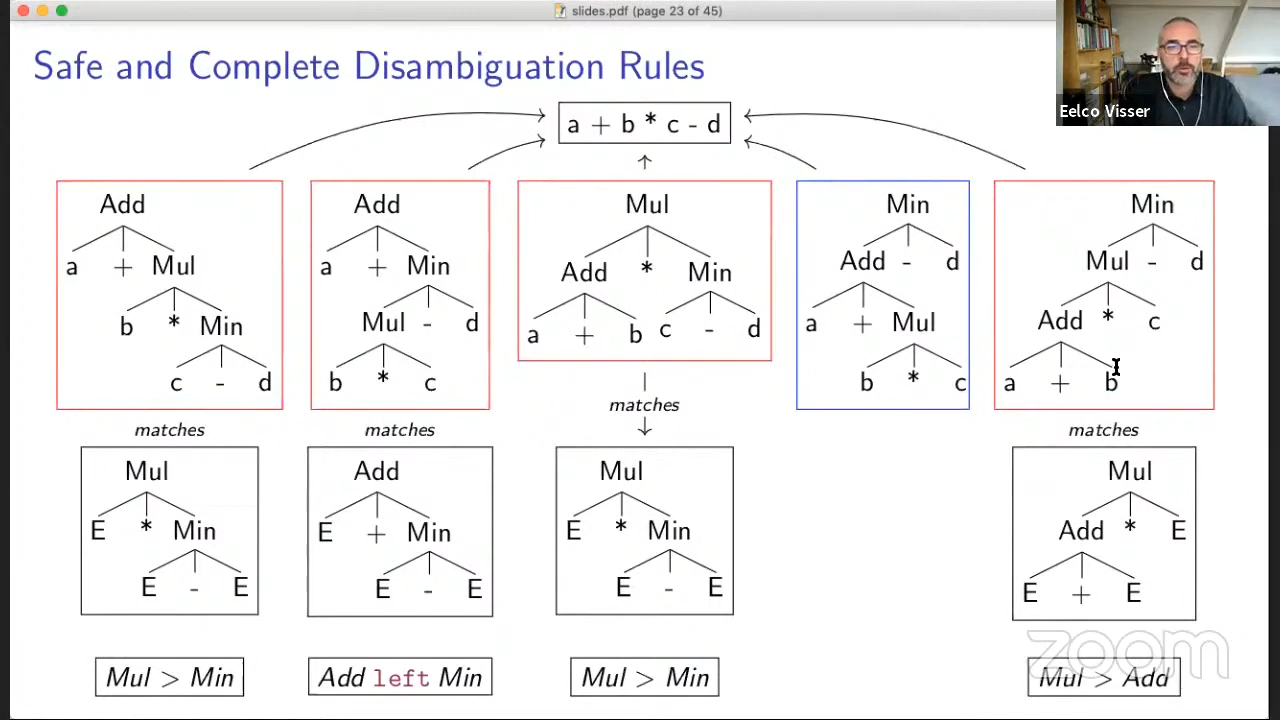 slides.pdf (page 23 of 45)
Safe and Complete Disambiguation Rules
Eelco Visser
a + b * c - d
Add Add Mul Min Min
a + Mul a + Min Add * Min Add - d Mul - d
b * Min Mul - d a + b c - d a + Mul Add * c
c - d b * c b * c a + b
matches
matches matches matches
Mul Add Mul Mul
E * Min E + Min E * Min Add * E
E - E E - E E - E E + E
zoom
Mul > Min Add left Min Mul > Min Mul > Add